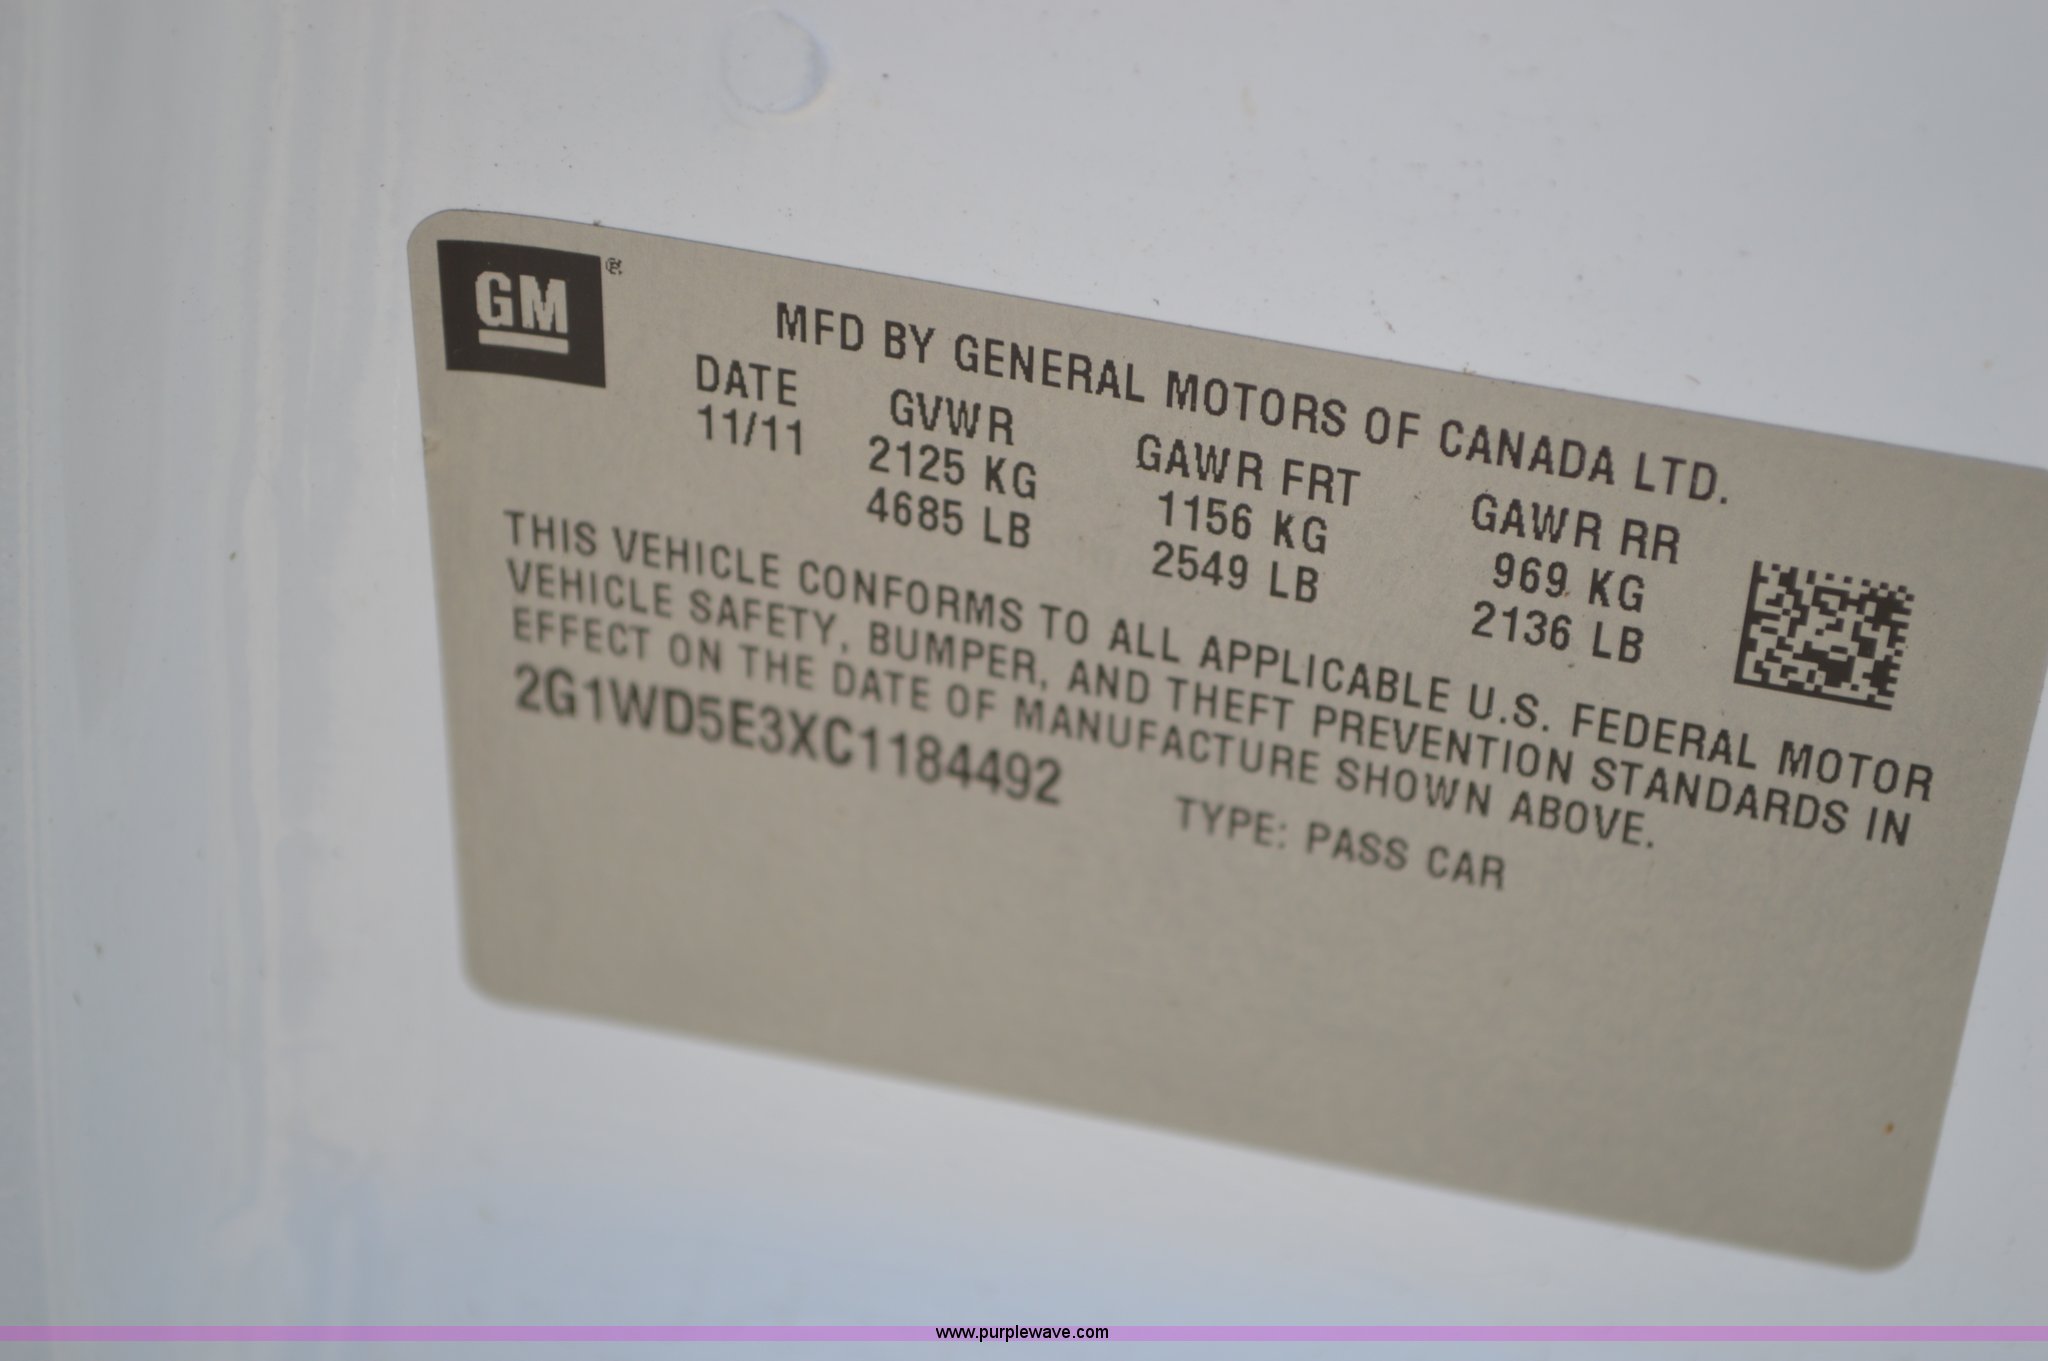 GM®
MFD BY GENERAL MOTORS OF CANADA LTD.
DATE GVWR GAWR FRT GAWR RR
11/11 2125 KG 1156 KG 969 KG
4685 LB 2549 LB 2136 LB
THIS VEHICLE CONFORMS TO ALL APPLICABLE U.S. FEDERAL MOTOR
VEHICLE SAFETY, BUMPER, AND THEFT PREVENTION STANDARDS IN
EFFECT ON THE DATE OF MANUFACTURE SHOWN ABOVE.
2G1WD5E3XC1184492 TYPE: PASS CAR
www.purplewave.com